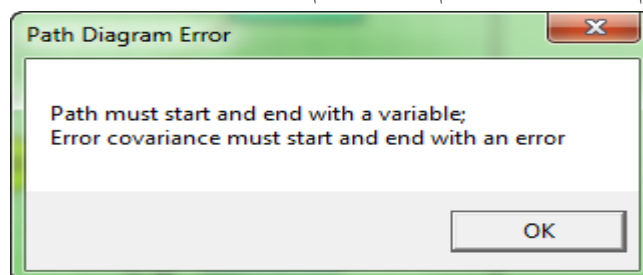 Path Diagram Error
Path must start and end with a variable;
Error covariance must start and end with an error
OK